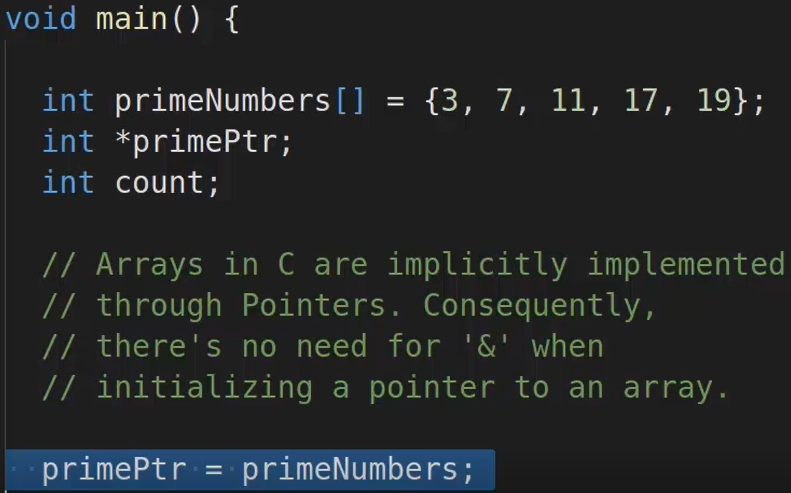 void main() {
int primeNumbers[] = {3, 7, 11, 17, 19};
int *primePtr;
int count;
// Arrays in C are implicitly implemented
// through Pointers. Consequently,
// there's no need for '&' when
// initializing a pointer to an array.
primePtr = primeNumbers;